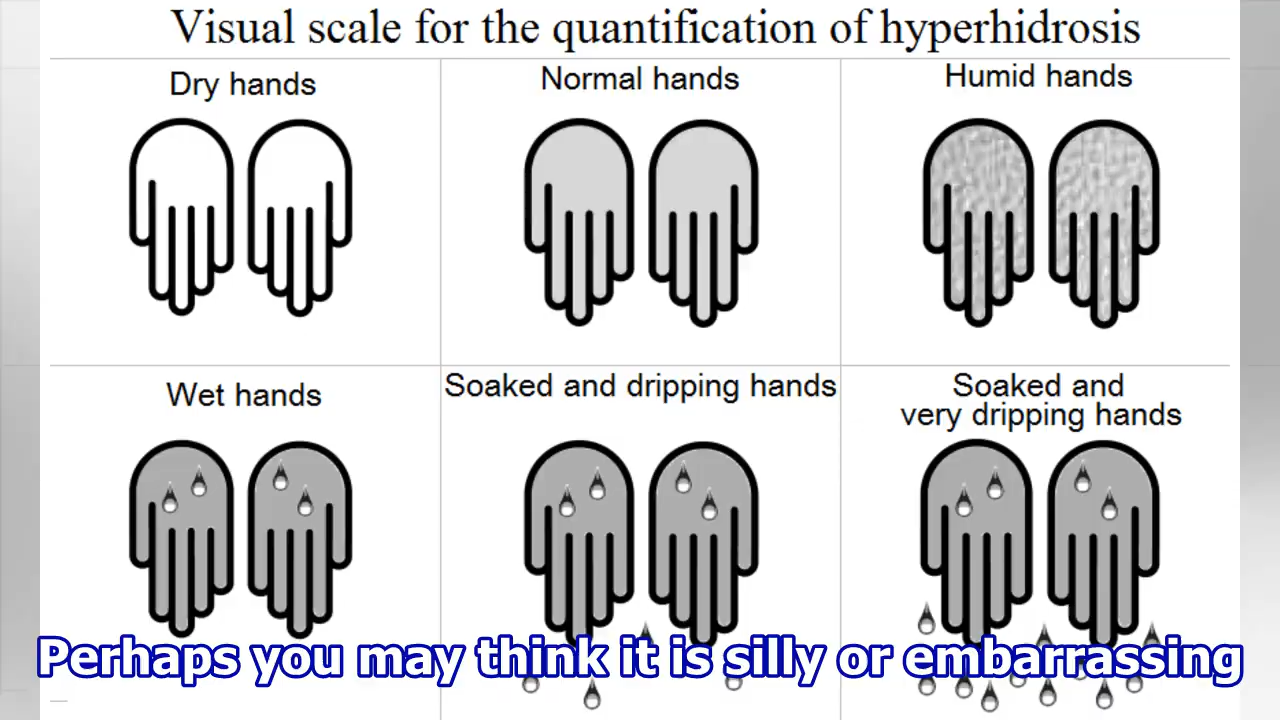 Visual scale for the quantification of hyperhidrosis
Dry hands
Normal hands
Humid hands
Wet hands
Soaked and dripping hands
Soaked and
very dripping hands
Perhaps you may think it is silly or embarrassing